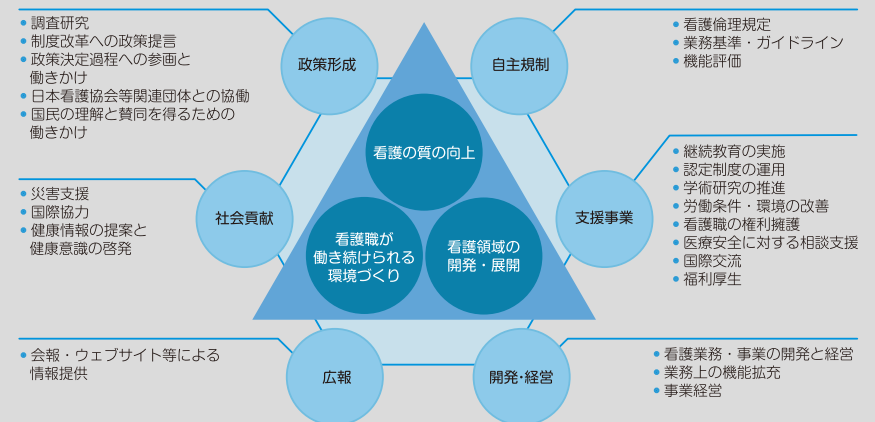 • 調査研究
• 制度改革への政策提言
• 政策決定過程への参画と
働きかけ
• 日本看護協会等関連団体との協働
• 国民の理解と賛同を得るための
働きかけ
政策形成
自主規制
• 看護倫理規定
• 業務基準・ガイドライン
• 機能評価
看護の質の向上
• 災害支援
• 国際協力
• 健康情報の提案と
健康意識の啓発
社会貢献
看護職が
働き続けられる
環境づくり
看護領域の
開発・展開
支援事業
• 継続教育の実施
• 認定制度の運用
• 学術研究の推進
• 労働条件・環境の改善
• 看護職の権利擁護
• 医療安全に対する相談支援
• 国際交流
• 福利厚生
• 会報・ウェブサイト等による
情報提供
広報
開発・経営
• 看護業務・事業の開発と経営
• 業務上の機能拡充
• 事業経営